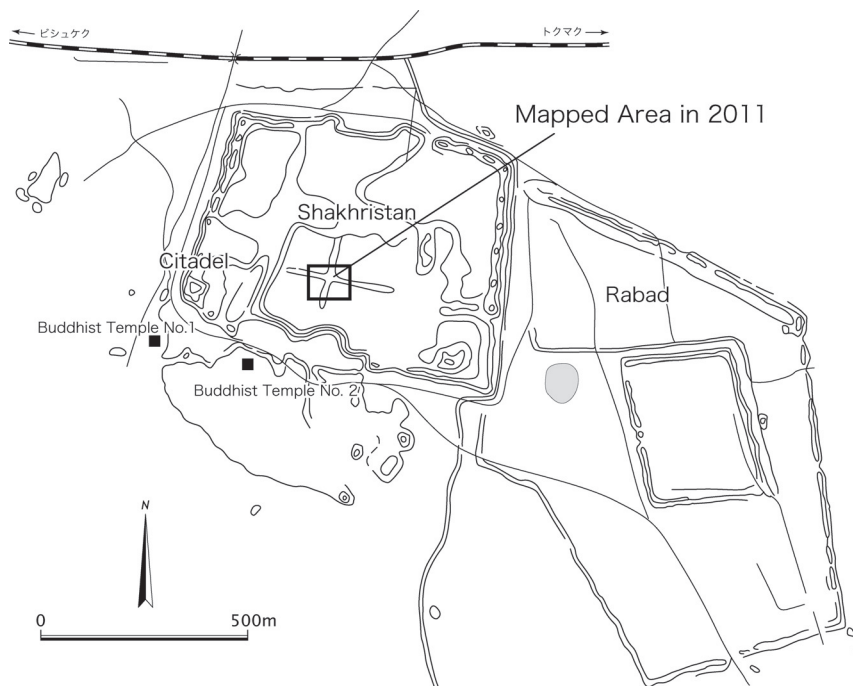 ← ビシュケク
トクマク →
Mapped Area in 2011
Shakhristan
Citadel
Rabad
Buddhist Temple No.1
Buddhist Temple No. 2
N
0 500m